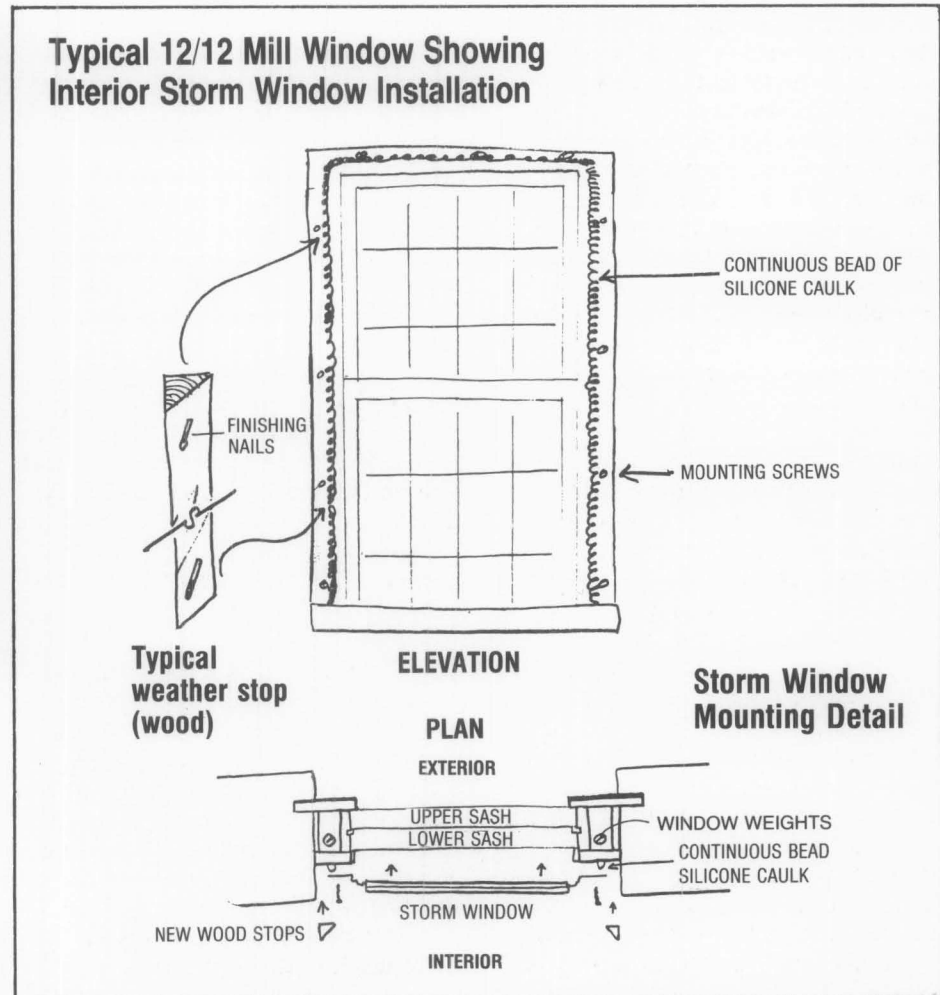 Typical 12/12 Mill Window Showing
Interior Storm Window Installation
CONTINUOUS BEAD OF
SILICONE CAULK
FINISHING
NAILS
MOUNTING SCREWS
Typical
weather stop
(wood)
ELEVATION
Storm Window
Mounting Detail
PLAN
EXTERIOR
UPPER SASH
LOWER SASH
WINDOW WEIGHTS
CONTINUOUS BEAD
SILICONE CAULK
STORM WINDOW
NEW WOOD STOPS
INTERIOR